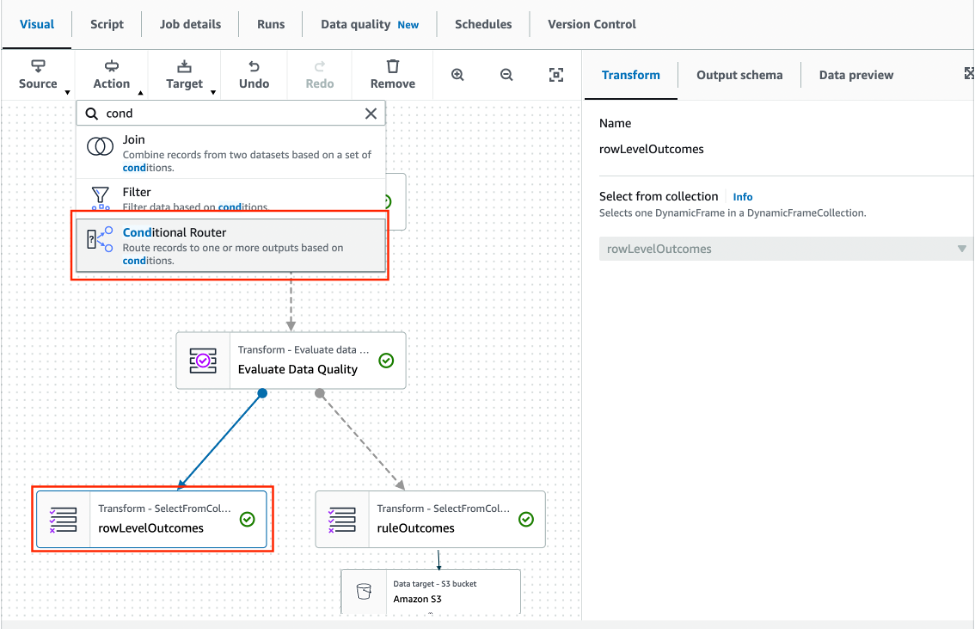 Visual
Script
Job details
Runs
Data quality New
Schedules
Version Control
Source
Action
Target
Undo
Redo
Remove
Transform
Output schema
Data preview
cond
Join
Combine records from two datasets based on a set of
conditions.
Filter
Filter data based on conditions.
Conditional Router
Route records to one or more outputs based on
conditions.
Name
rowLevelOutcomes
Select from collection Info
Selects one DynamicFrame in a DynamicFrameCollection.
rowLevelOutcomes
Transform - Evaluate data ...
Evaluate Data Quality
Transform - SelectFromCol...
rowLevelOutcomes
Transform - SelectFromCol...
ruleOutcomes
Data target - S3 bucket
Amazon S3